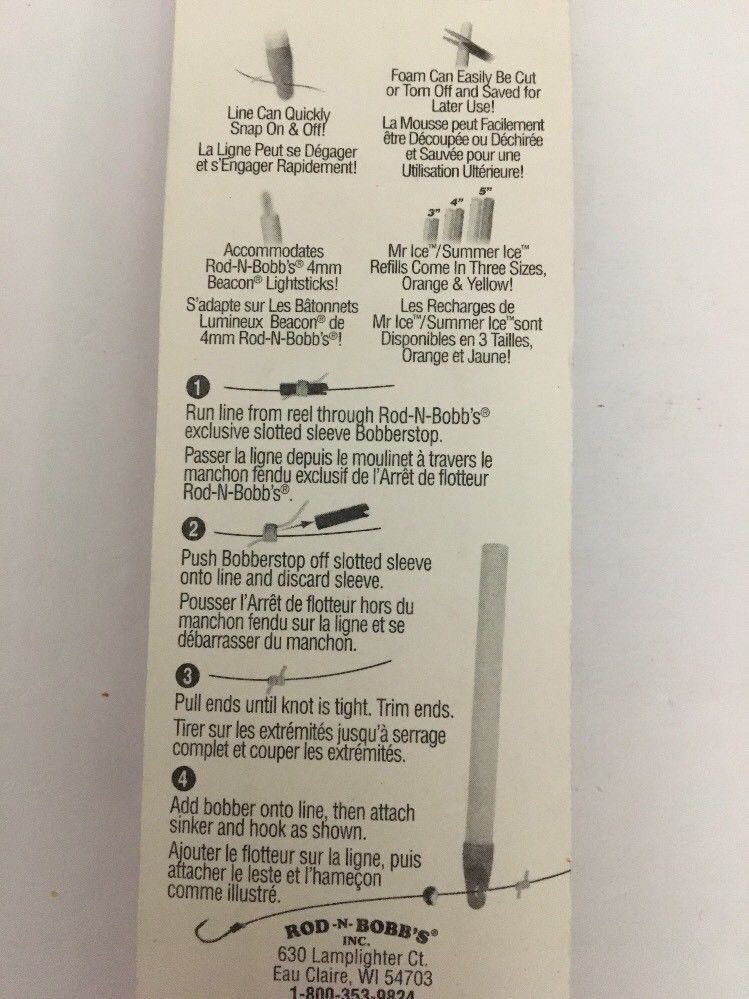 Line Can Quickly
Snap On & Off!
La Ligne Peut se Dégager
et s'Engager Rapidement!
Foam Can Easily Be Cut
or Torn Off and Saved for
Later Use!
La Mousse peut Facilement
être Découpée ou Déchirée
et Sauvée pour une
Utilisation Ultérieure!
Accommodates
Rod-N-Bobb's® 4mm
Beacon® Lightsticks!
S'adapte sur Les Bâtonnets
Lumineux Beacon® de
4mm Rod-N-Bobb's®!
3" 4" 5"
Mr Ice™/Summer Ice™
Refills Come In Three Sizes,
Orange & Yellow!
Les Recharges de
Mr Ice™/Summer Ice™sont
Disponibles en 3 Tailles,
Orange et Jaune!
1
Run line from reel through Rod-N-Bobb's®
exclusive slotted sleeve Bobberstop.
Passer la ligne depuis le moulinet à travers le
manchon fendu exclusif de l'Arrêt de flotteur
Rod-N-Bobb's®.
2
Push Bobberstop off slotted sleeve
onto line and discard sleeve.
Pousser l'Arrêt de flotteur hors du
manchon fendu sur la ligne et se
débarrasser du manchon.
3
Pull ends until knot is tight. Trim ends.
Tirer sur les extrémités jusqu'à serrage
complet et couper les extrémités.
4
Add bobber onto line, then attach
sinker and hook as shown.
Ajouter le flotteur sur la ligne, puis
attacher le leste et l'hameçon
comme illustré.
ROD-N-BOBB'S®
INC.
630 Lamplighter Ct.
Eau Claire, WI 54703
1-800-353-9824